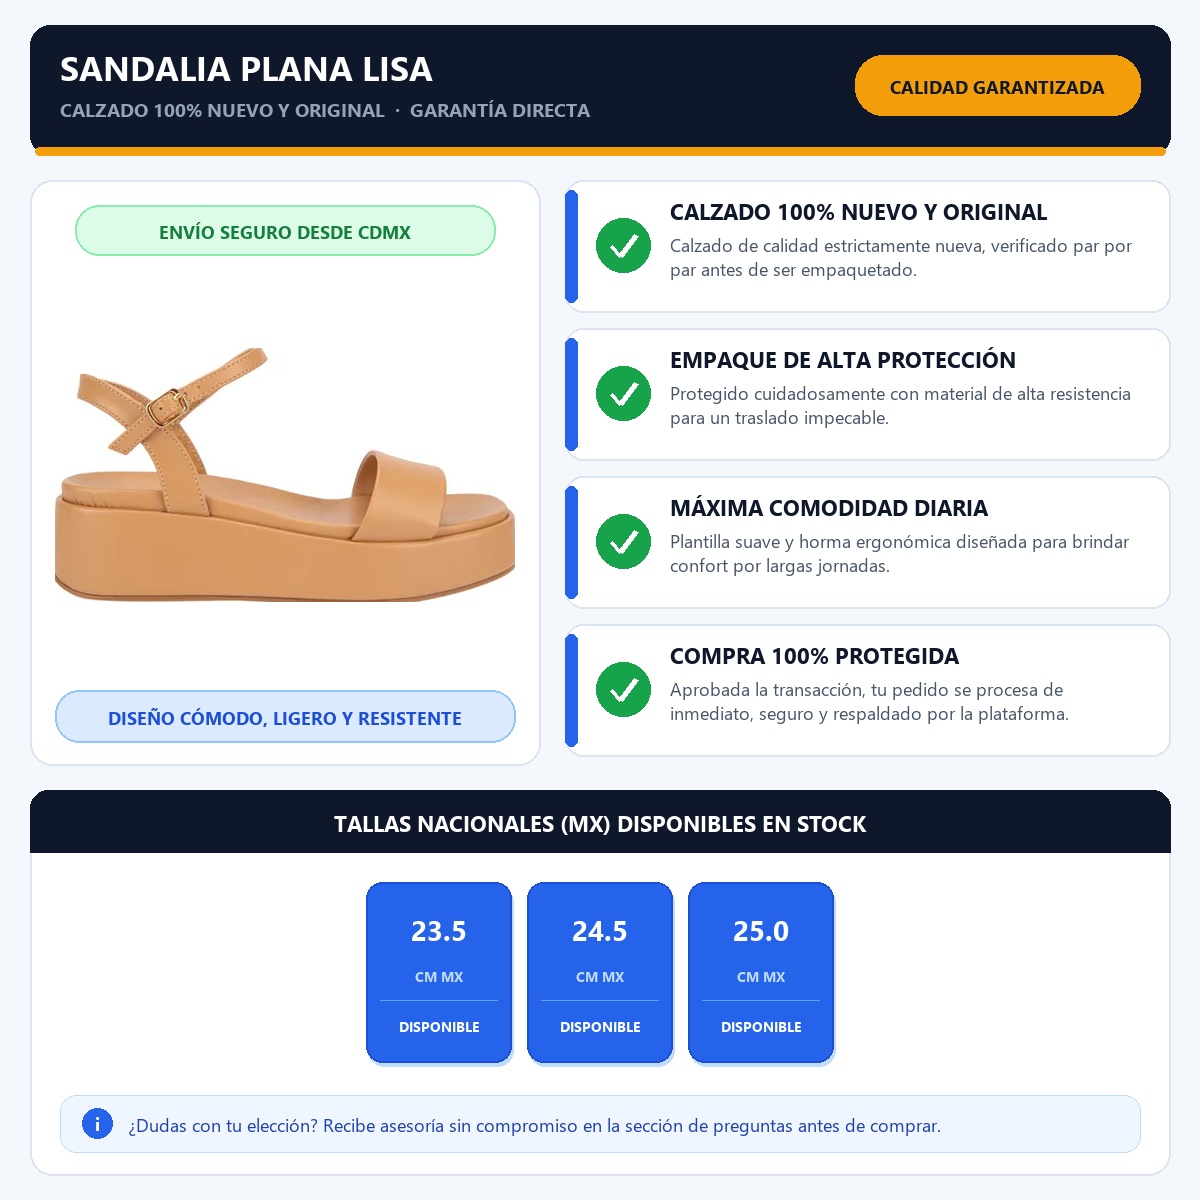 SANDALIA PLANA LISA
CALZADO 100% NUEVO Y ORIGINAL · GARANTÍA DIRECTA
CALIDAD GARANTIZADA
ENVÍO SEGURO DESDE CDMX
DISEÑO CÓMODO, LIGERO Y RESISTENTE
CALZADO 100% NUEVO Y ORIGINAL
Calzado de calidad estrictamente nueva, verificado par por
par antes de ser empaquetado.
EMPAQUE DE ALTA PROTECCIÓN
Protegido cuidadosamente con material de alta resistencia
para un traslado impecable.
MÁXIMA COMODIDAD DIARIA
Plantilla suave y horma ergonómica diseñada para brindar
confort por largas jornadas.
COMPRA 100% PROTEGIDA
Aprobada la transacción, tu pedido se procesa de
inmediato, seguro y respaldado por la plataforma.
TALLAS NACIONALES (MX) DISPONIBLES EN STOCK
23.5
CM MX
DISPONIBLE
24.5
CM MX
DISPONIBLE
25.0
CM MX
DISPONIBLE
¿Dudas con tu elección? Recibe asesoría sin compromiso en la sección de preguntas antes de comprar.